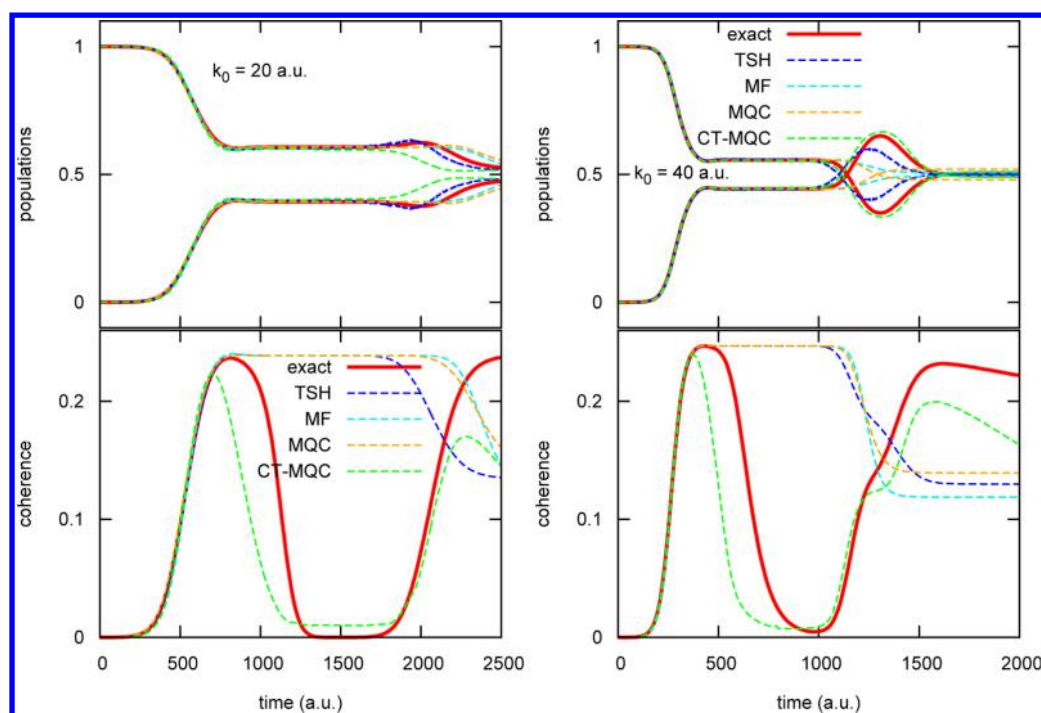 1
0.5
0
populations
k0 = 20 a.u.
exact
TSH
MF
MQC
CT-MQC
1
0.5
0
populations
k0 = 40 a.u.
0.2
0.1
0
coherence
exact
TSH
MF
MQC
CT-MQC
0 500 1000 1500 2000 2500
time (a.u.)
0.2
0.1
0
coherence
0 500 1000 1500 2000
time (a.u.)